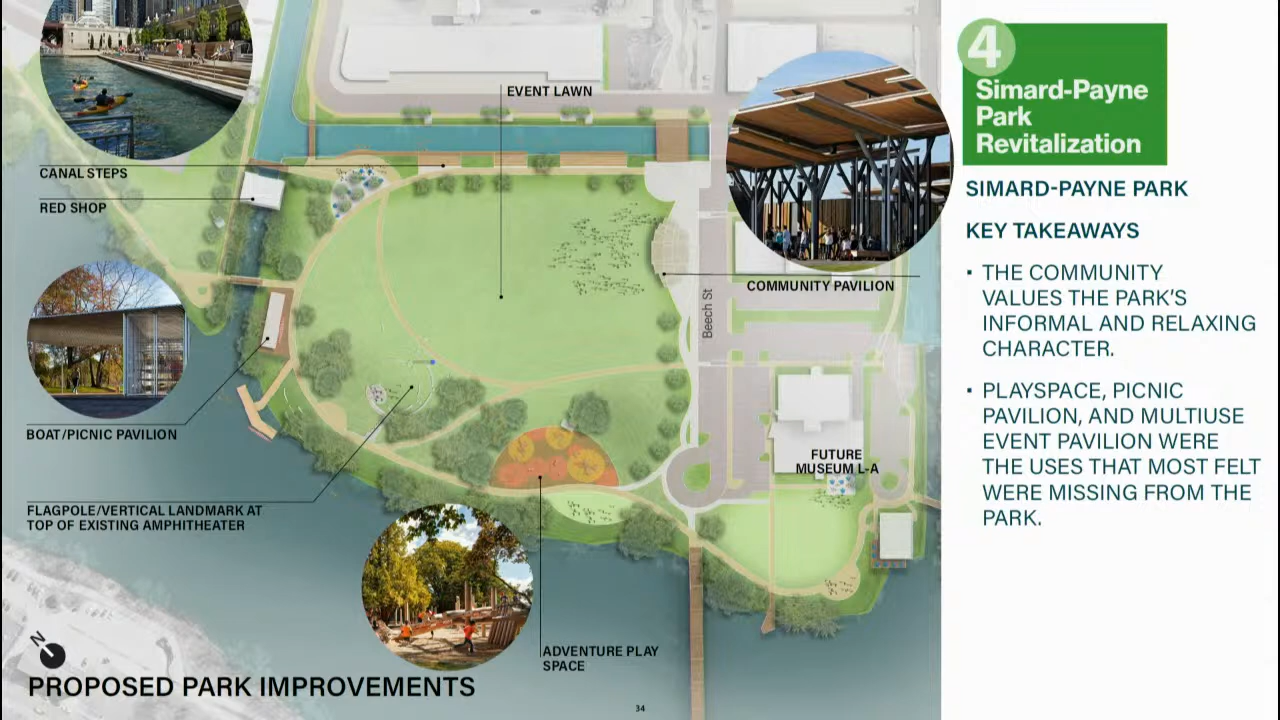 4
Simard-Payne
Park
Revitalization
SIMARD-PAYNE PARK
KEY TAKEAWAYS
▪ THE COMMUNITY
VALUES THE PARK'S
INFORMAL AND RELAXING
CHARACTER.
▪ PLAYSPACE, PICNIC
PAVILION, AND MULTIUSE
EVENT PAVILION WERE
THE USES THAT MOST FELT
WERE MISSING FROM THE
PARK.
EVENT LAWN
CANAL STEPS
RED SHOP
COMMUNITY PAVILION
Beech St
BOAT/PICNIC PAVILION
FUTURE
MUSEUM L-A
FLAGPOLE/VERTICAL LANDMARK AT
TOP OF EXISTING AMPHITHEATER
ADVENTURE PLAY
SPACE
N
PROPOSED PARK IMPROVEMENTS
34